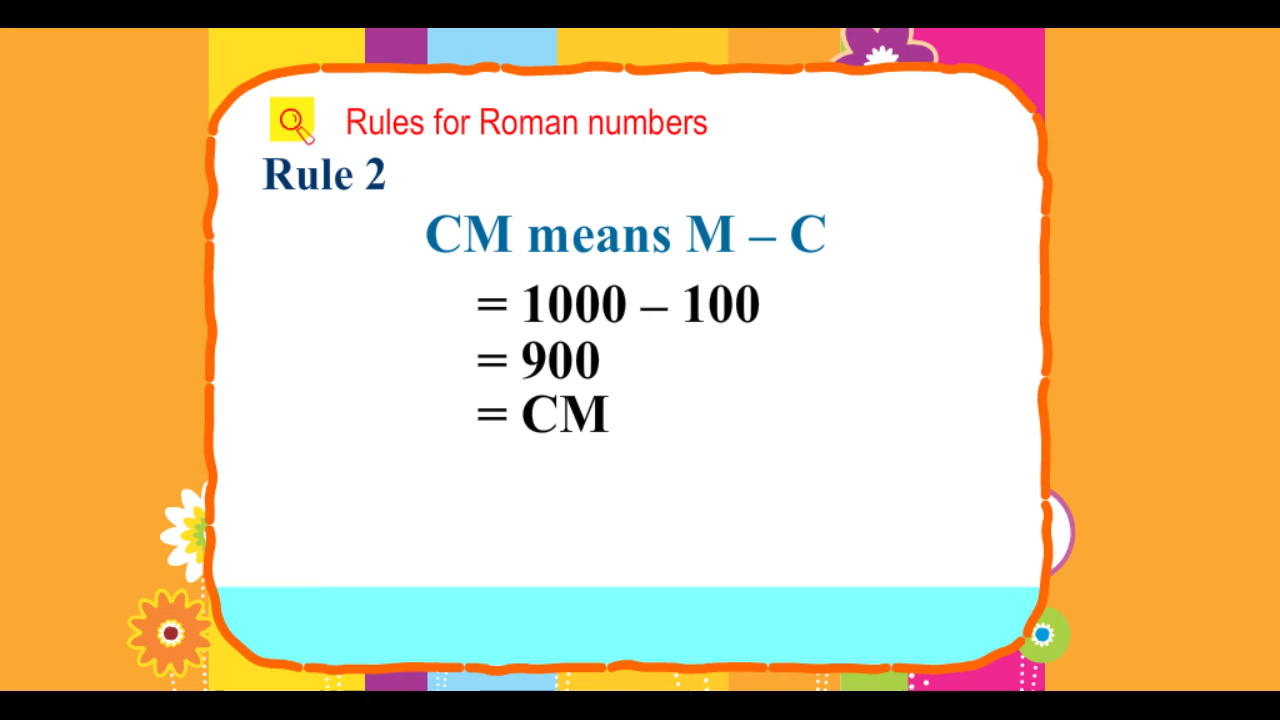 Rules for Roman numbers
Rule 2
CM means M – C
= 1000 – 100
= 900
= CM